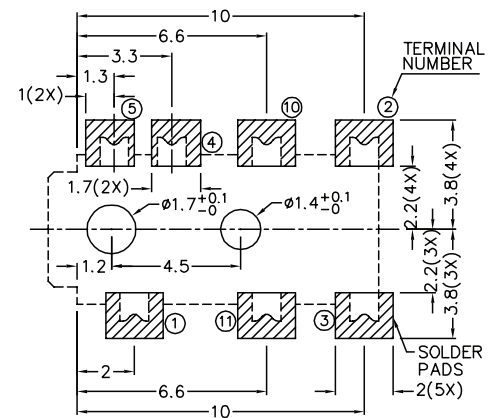 10
6.6
3.3
1.3
1(2X)
TERMINAL
NUMBER
5
4
10
2
1.7(2X)
ø1.7+0.1 -0
ø1.4+0.1 -0
2.2(4X)
3.8(4X)
1.2
4.5
2.2(3X)
3.8(3X)
1
11
3
2
SOLDER
PADS
6.6
2(5X)
10